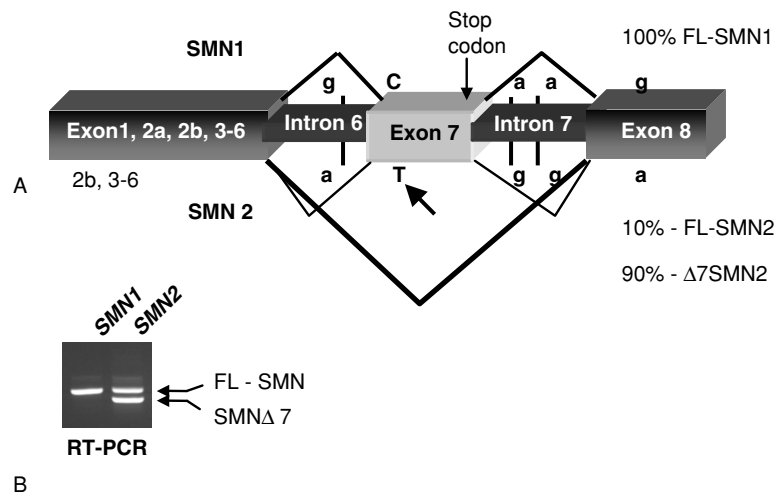 Stop
codon
SMN1
100% FL-SMN1
g C a a g
Exon1, 2a, 2b, 3-6 Intron 6 Exon 7 Intron 7 Exon 8
2b, 3-6 a T g g a
A
SMN 2
10% - FL-SMN2
90% - Δ7SMN2
SMN1 SMN2
FL - SMN
SMNΔ 7
RT-PCR
B